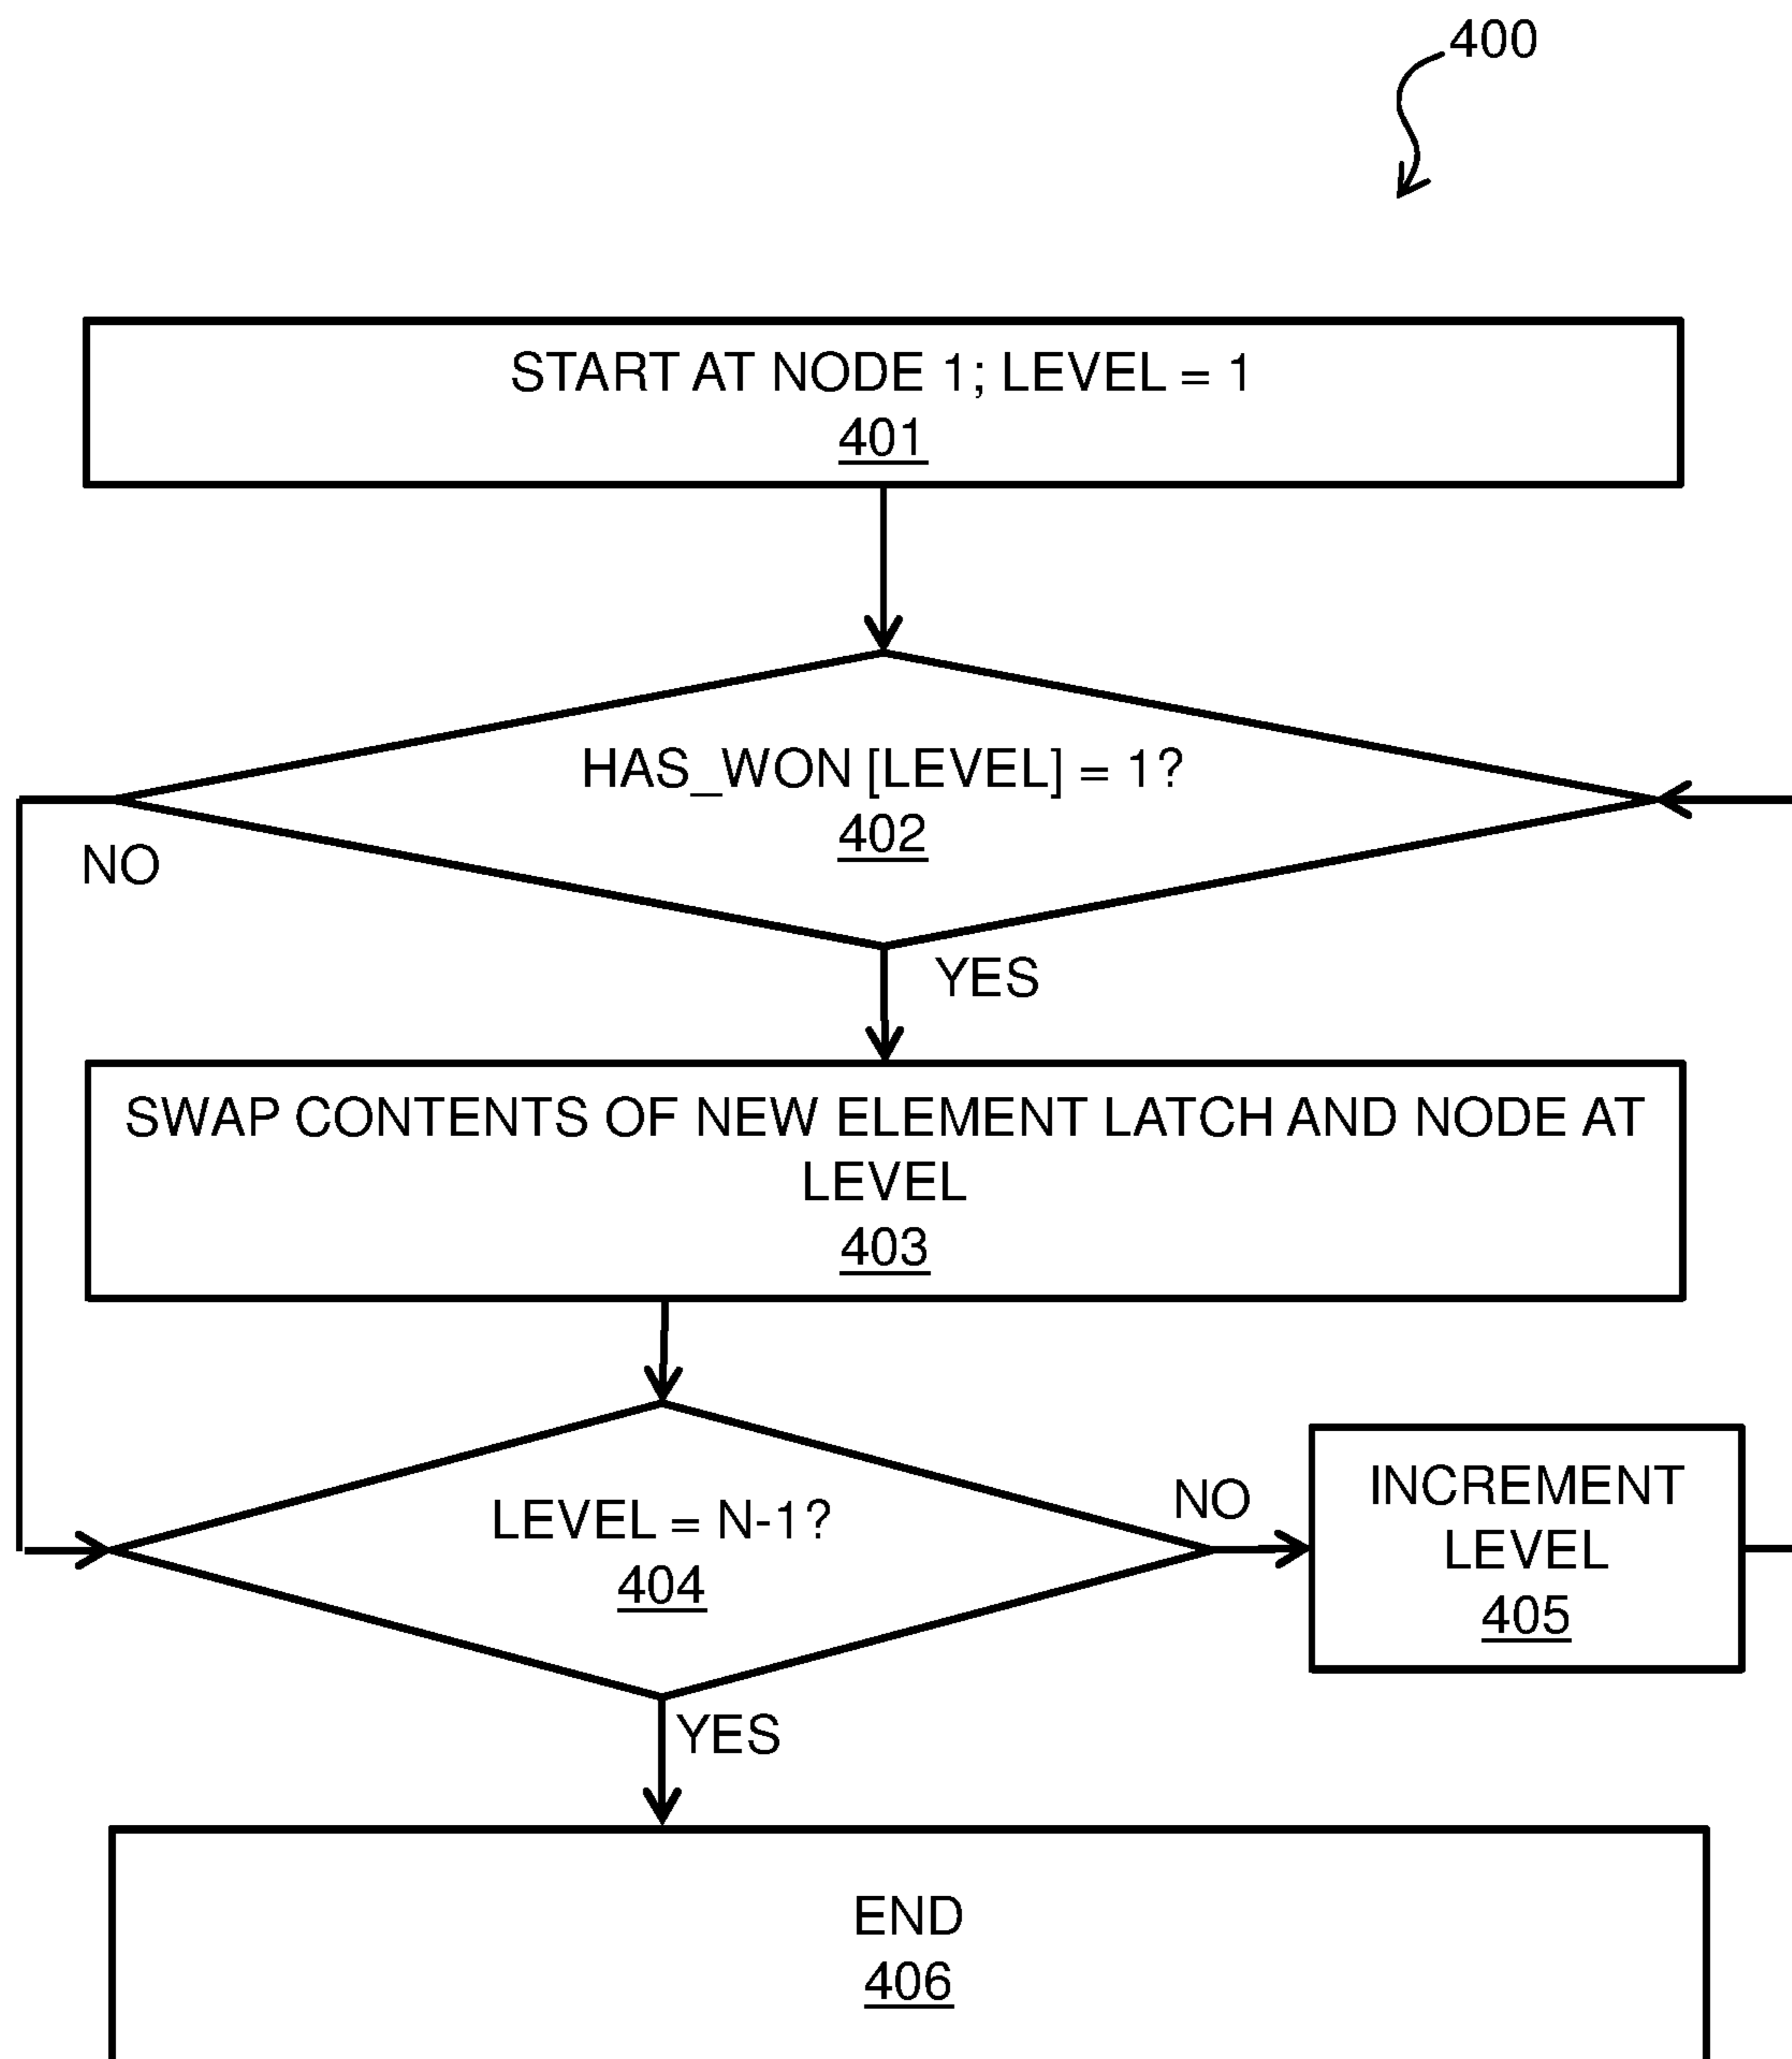 400
START AT NODE 1; LEVEL = 1
401
HAS_WON [LEVEL] = 1?
402
NO
YES
SWAP CONTENTS OF NEW ELEMENT LATCH AND NODE AT
LEVEL
403
LEVEL = N-1?
404
NO
INCREMENT
LEVEL
405
YES
END
406